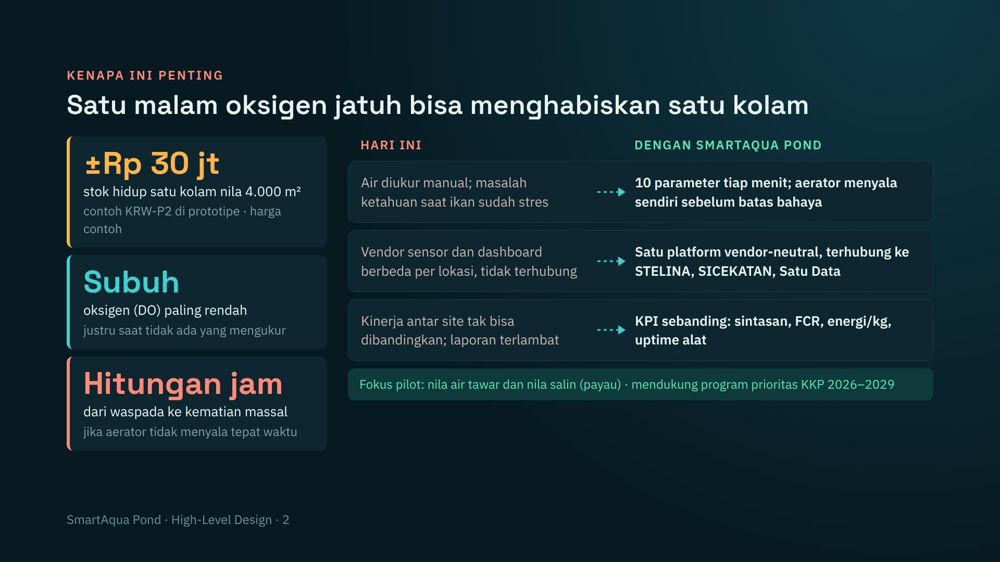 KENAPA INI PENTING
Satu malam oksigen jatuh bisa menghabiskan satu kolam
±Rp 30 jt
stok hidup satu kolam nila 4.000 m²
contoh KRW-P2 di prototipe · harga
contoh
Subuh
oksigen (DO) paling rendah
justru saat tidak ada yang mengukur
Hitungan jam
dari waspada ke kematian massal
jika aerator tidak menyala tepat waktu
HARI INI
DENGAN SMARTAQUA POND
Air diukur manual; masalah
ketahuan saat ikan sudah stres
10 parameter tiap menit; aerator menyala
sendiri sebelum batas bahaya
Vendor sensor dan dashboard
berbeda per lokasi, tidak terhubung
Satu platform vendor-neutral, terhubung ke
STELINA, SICEKATAN, Satu Data
Kinerja antar site tak bisa
dibandingkan; laporan terlambat
KPI sebanding: sintasan, FCR, energi/kg,
uptime alat
Fokus pilot: nila air tawar dan nila salin (payau) · mendukung program prioritas KKP 2026–2029
SmartAqua Pond · High-Level Design · 2